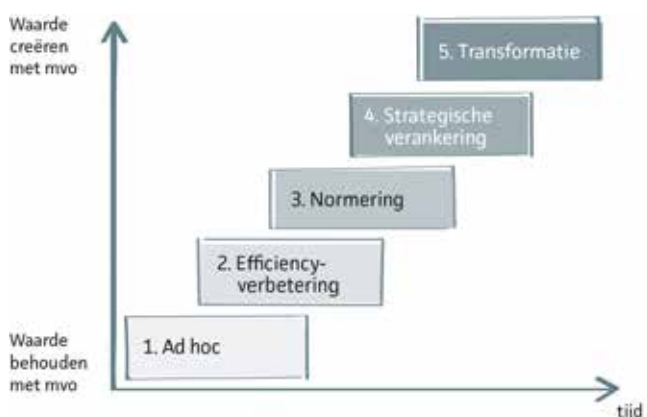 Waarde
creëren
met mvo
5. Transformatie
4. Strategische
verankering
3. Normering
2. Efficiency-
verbetering
1. Ad hoc
Waarde
behouden
met mvo
tijd